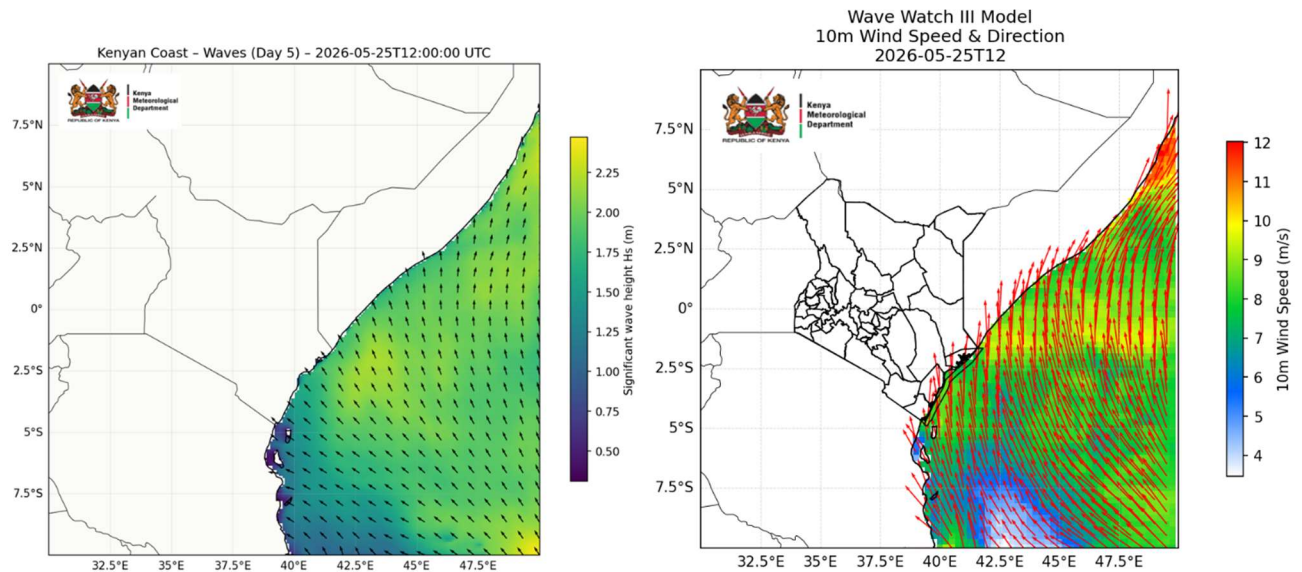 Kenyan Coast – Waves (Day 5) – 2026-05-25T12:00:00 UTC
Kenya
Meteorological
Department
REPUBLIC OF KENYA
7.5°N
5°N
2.5°N
0°
2.5°S
5°S
7.5°S
32.5°E 35°E 37.5°E 40°E 42.5°E 45°E 47.5°E
2.25
2.00
1.75
1.50
1.25
1.00
0.75
0.50
Significant wave height Hs (m)
Wave Watch III Model
10m Wind Speed & Direction
2026-05-25T12
Kenya
Meteorological
Department
REPUBLIC OF KENYA
7.5°N
5°N
2.5°N
0°
2.5°S
5°S
7.5°S
32.5°E 35°E 37.5°E 40°E 42.5°E 45°E 47.5°E
12
11
10
9
8
7
6
5
4
10m Wind Speed (m/s)